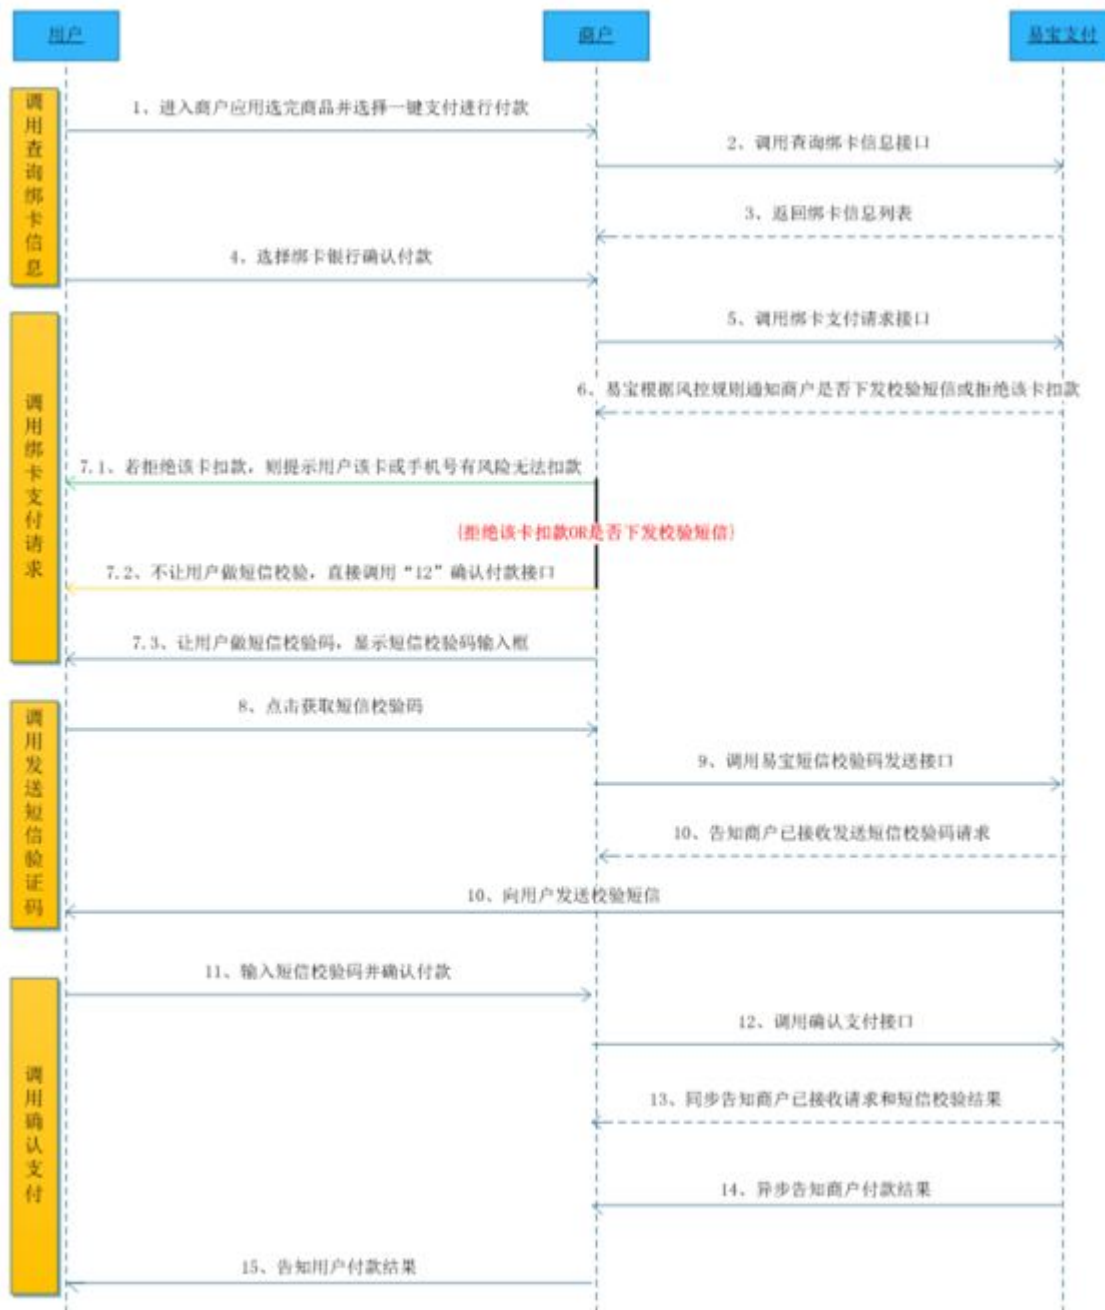 用户
商户
易宝支付
调用查询绑卡信息
1、进入商户应用选完商品并选择一键支付进行付款
2、调用查询绑卡信息接口
3、返回绑卡信息列表
4、选择绑卡银行确认付款
调用绑卡支付请求
5、调用绑卡支付请求接口
6、易宝根据风控规则通知商户是否下发校验短信或拒绝该卡扣款
7.1、若拒绝该卡扣款，则提示用户该卡或手机号有风险无法扣款
{拒绝该卡扣款OR是否下发校验短信}
7.2、不让用户做短信校验，直接调用“12”确认付款接口
7.3、让用户做短信校验码，显示短信校验码输入框
调用发送短信验证码
8、点击获取短信校验码
9、调用易宝短信校验码发送接口
10、告知商户已接收发送短信校验码请求
10、向用户发送校验短信
调用确认支付
11、输入短信校验码并确认付款
12、调用确认支付接口
13、同步告知商户已接收请求和短信校验结果
14、异步告知商户付款结果
15、告知用户付款结果